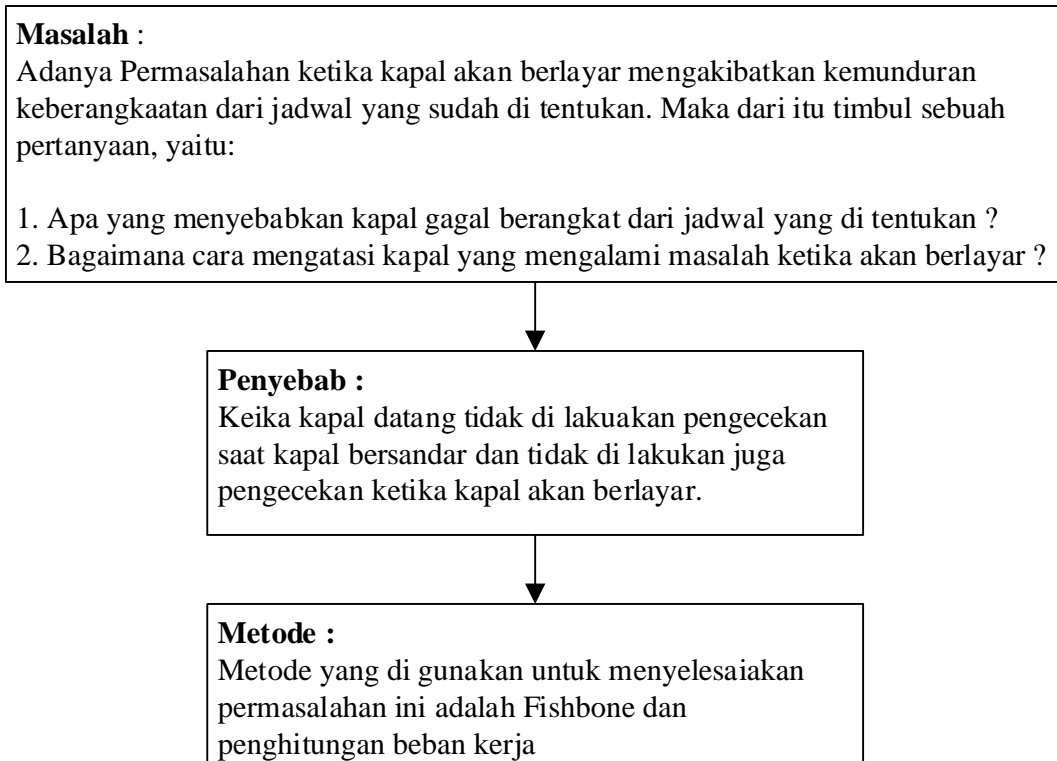 Masalah :
Adanya Permasalahan ketika kapal akan berlayar mengakibatkan kemunduran
keberangkaatan dari jadwal yang sudah di tentukan. Maka dari itu timbul sebuah
pertanyaan, yaitu:
1. Apa yang menyebabkan kapal gagal berangkat dari jadwal yang di tentukan ?
2. Bagaimana cara mengatasi kapal yang mengalami masalah ketika akan berlayar ?
Penyebab :
Keika kapal datang tidak di lakuakan pengecekan
saat kapal bersandar dan tidak di lakukan juga
pengecekan ketika kapal akan berlayar.
Metode :
Metode yang di gunakan untuk menyelesaiakan
permasalahan ini adalah Fishbone dan
penghitungan beban kerja